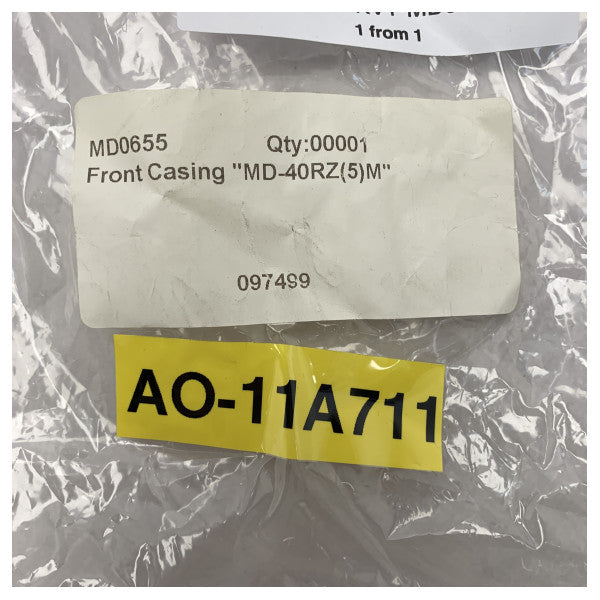 1 from 1
MD0655 Qty:00001
Front Casing "MD-40RZ(5)M"
097499
AO-11A711